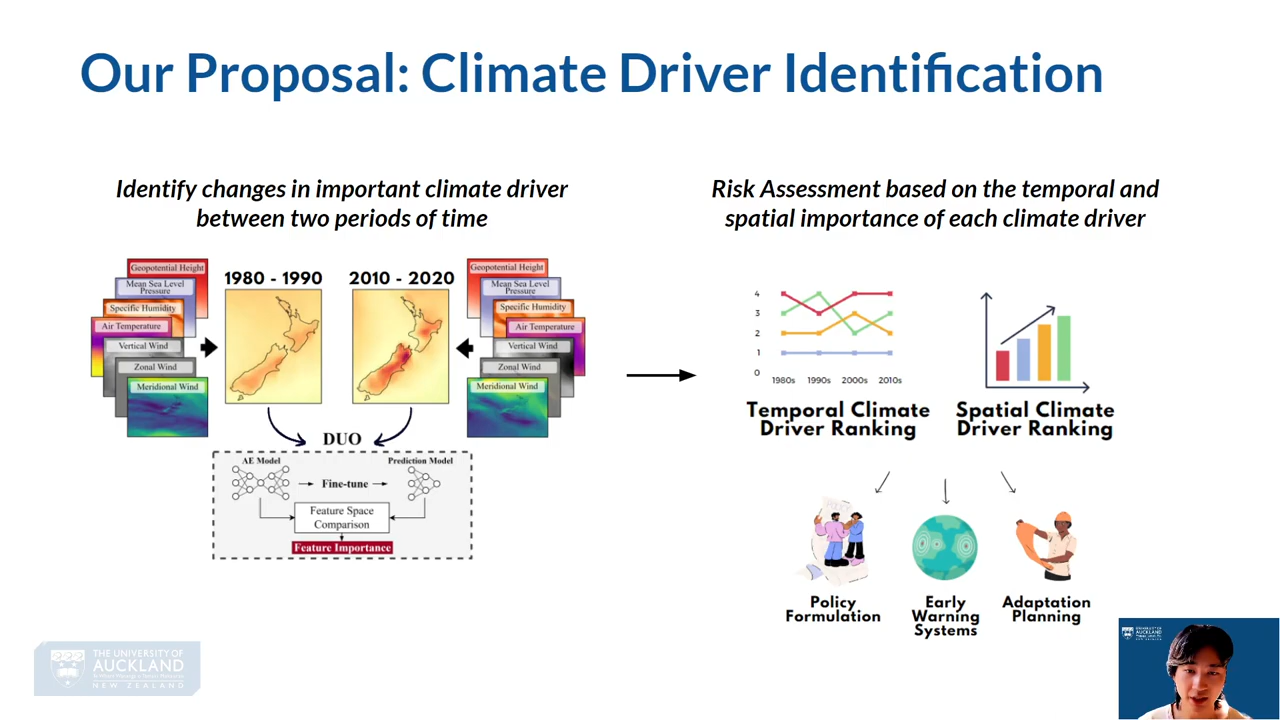 Our Proposal: Climate Driver Identification
Identify changes in important climate driver
between two periods of time
Geopotential Height
Mean Sea Level
Pressure
Specific Humidity
Air Temperature
Vertical Wind
Zonal Wind
Meridional Wind
1980 - 1990
2010 - 2020
Geopotential Height
Mean Sea Level
Pressure
Specific Humidity
Air Temperature
Vertical Wind
Zonal Wind
Meridional Wind
DUO
AE Model
Prediction Model
Fine-tune
Feature Space
Comparison
Feature Importance
Risk Assessment based on the temporal and
spatial importance of each climate driver
4
3
2
1
0
1980s 1990s 2000s 2010s
Temporal Climate
Driver Ranking
Spatial Climate
Driver Ranking
Policy
Formulation
Early
Warning
Systems
Adaptation
Planning
THE UNIVERSITY OF
AUCKLAND
NEW ZEALAND
THE UNIVERSITY OF
AUCKLAND